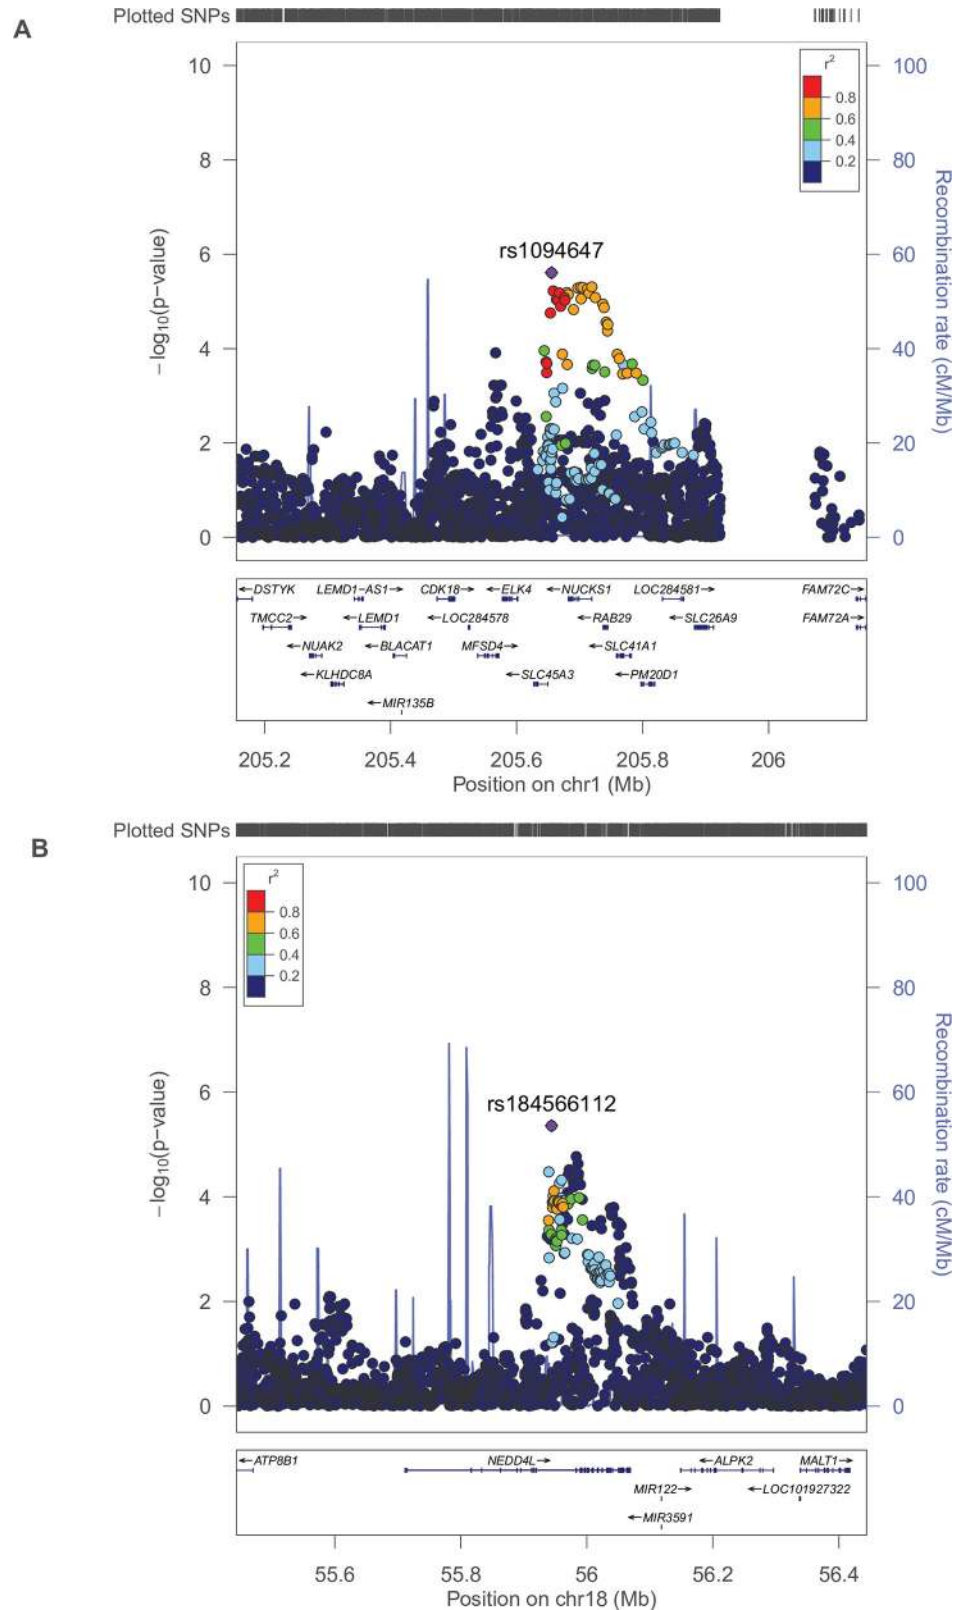 A
Plotted SNPs
10
8
6
4
2
0
−log10(p−value)
100
80
60
40
20
0
Recombination rate (cM/Mb)
r2
0.8
0.6
0.4
0.2
rs1094647
←DSTYK
LEMD1−AS1→
CDK18→
←ELK4
←NUCKS1
LOC284581→
FAM72C→
TMCC2→
←LEMD1
←LOC284578
←RAB29
←SLC26A9
FAM72A→
←NUAK2
←BLACAT1
MFSD4→
←SLC41A1
←KLHDC8A
←SLC45A3
←PM20D1
←MIR135B
205.2
205.4
205.6
205.8
206
Position on chr1 (Mb)
B
Plotted SNPs
10
8
6
4
2
0
−log10(p−value)
100
80
60
40
20
0
Recombination rate (cM/Mb)
r2
0.8
0.6
0.4
0.2
rs184566112
←ATP8B1
NEDD4L→
←ALPK2
MALT1→
MIR122→
←LOC101927322
←MIR3591
55.6
55.8
56
56.2
56.4
Position on chr18 (Mb)